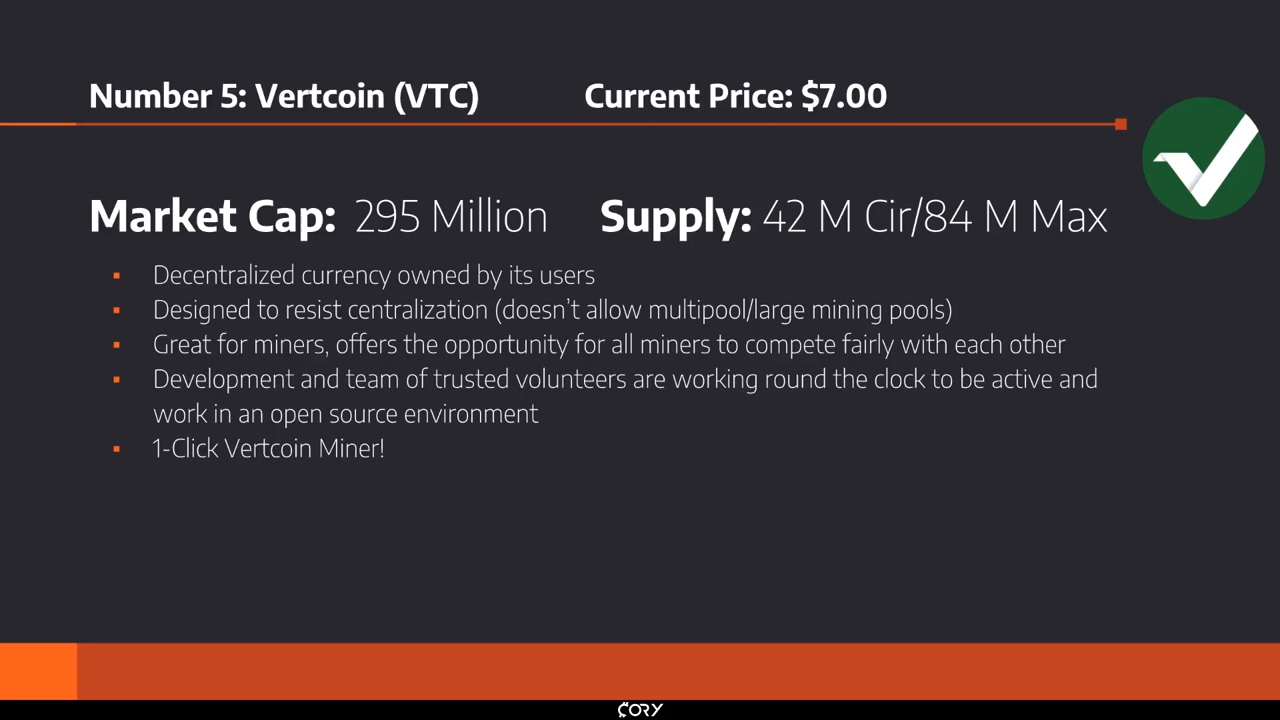 Number 5: Vertcoin (VTC) Current Price: $7.00
Market Cap: 295 Million Supply: 42 M Cir/84 M Max
▪ Decentralized currency owned by its users
▪ Designed to resist centralization (doesn't allow multipool/large mining pools)
▪ Great for miners, offers the opportunity for all miners to compete fairly with each other
▪ Development and team of trusted volunteers are working round the clock to be active and
work in an open source environment
▪ 1-Click Vertcoin Miner!
CORY